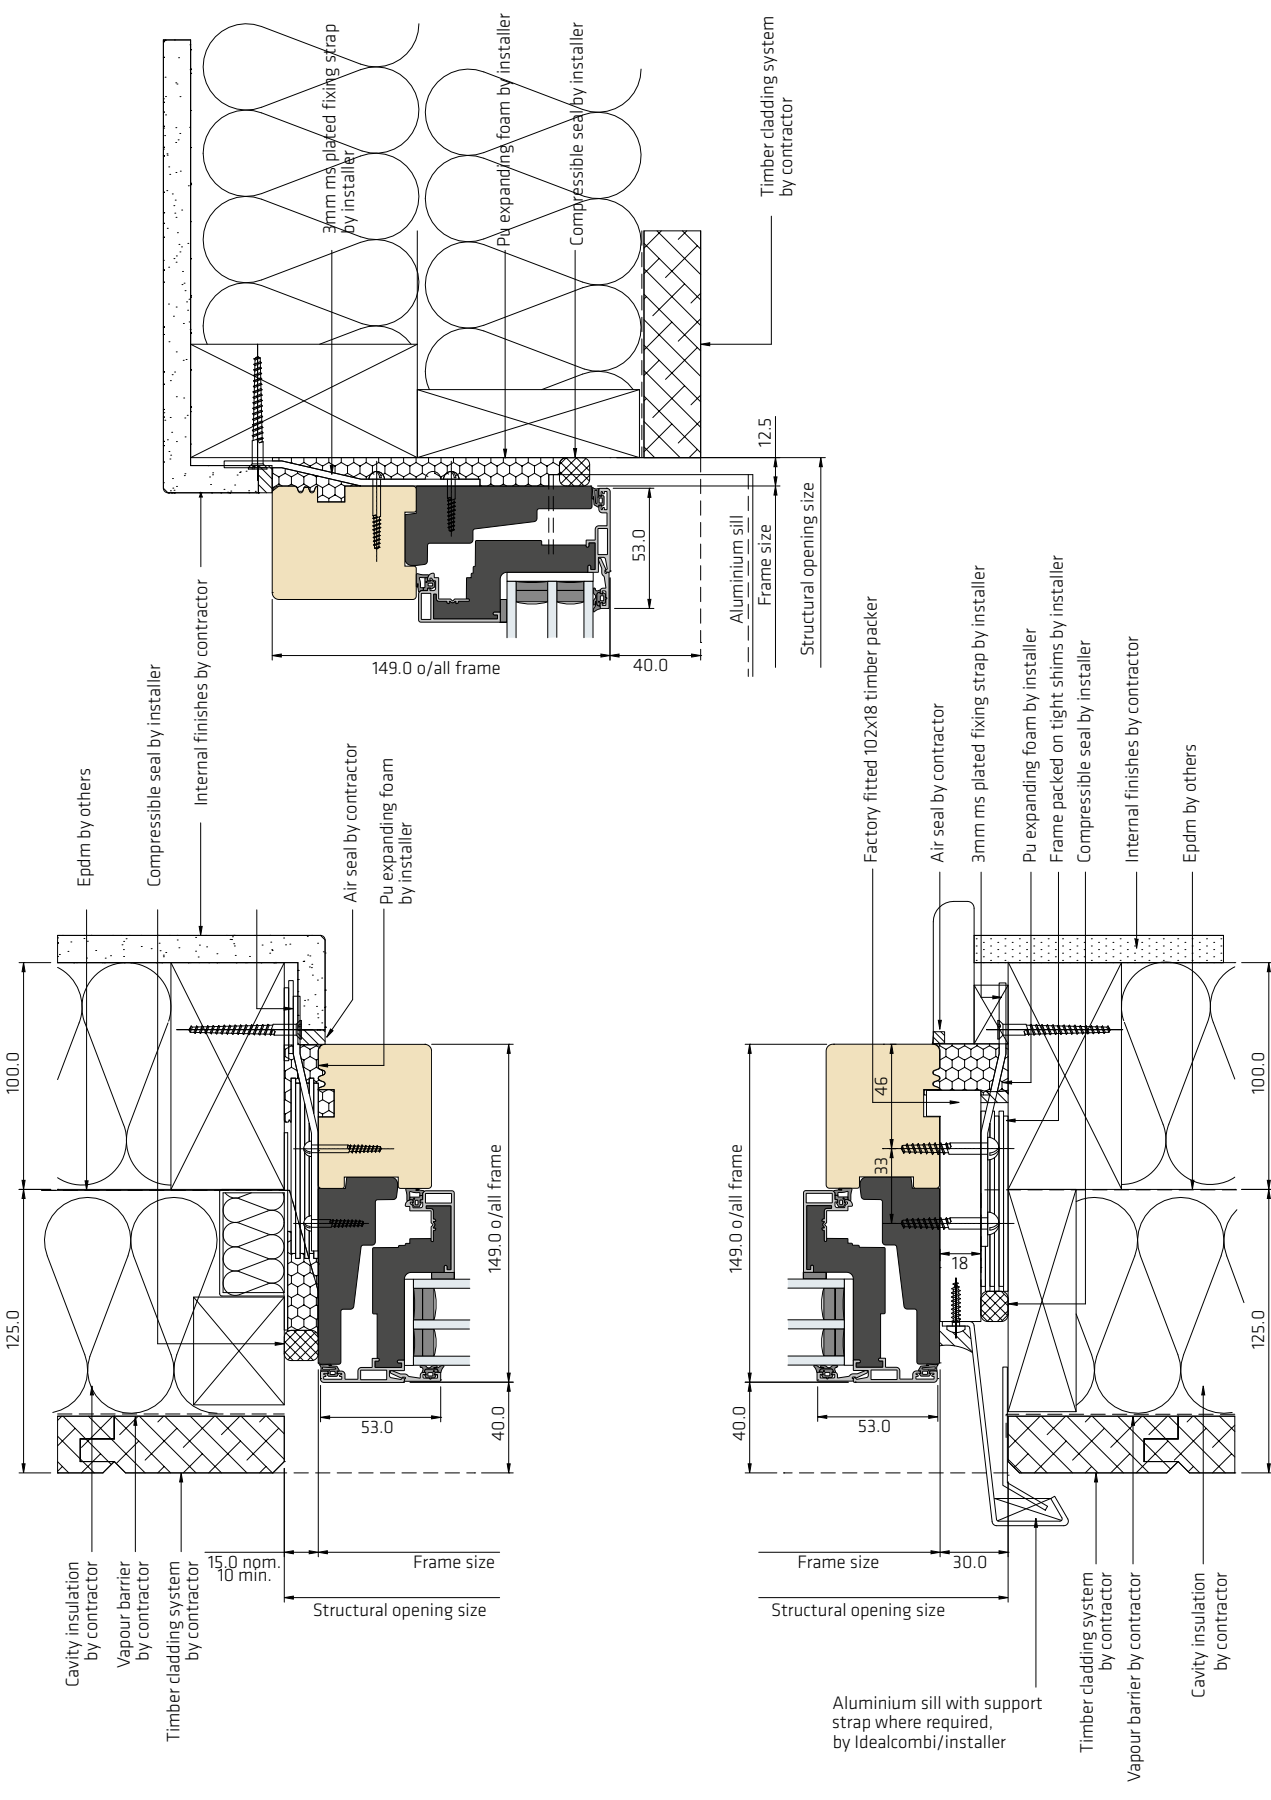 3mm ms plated fixing strap
by installer
Pu expanding foam by installer
Compressible seal by installer
Timber cladding system
by contractor
12.5
53.0
Aluminium sill
Frame size
Structural opening size
149.0 o/all frame
40.0
Epdm by others
Compressible seal by installer
Internal finishes by contractor
Air seal by contractor
Pu expanding foam
by installer
100.0
125.0
149.0 o/all frame
40.0
53.0
15.0 nom.
10 min.
Frame size
Structural opening size
Cavity insulation
by contractor
Vapour barrier
by contractor
Timber cladding system
by contractor
Factory fitted 102x18 timber packer
Air seal by contractor
3mm ms plated fixing strap by installer
Pu expanding foam by installer
Frame packed on tight shims by installer
Compressible seal by installer
Internal finishes by contractor
Epdm by others
46
33
18
149.0 o/all frame
40.0
53.0
100.0
125.0
Frame size
30.0
Structural opening size
Aluminium sill with support
strap where required,
by Idealcombi/installer
Timber cladding system
by contractor
Vapour barrier by contractor
Cavity insulation
by contractor